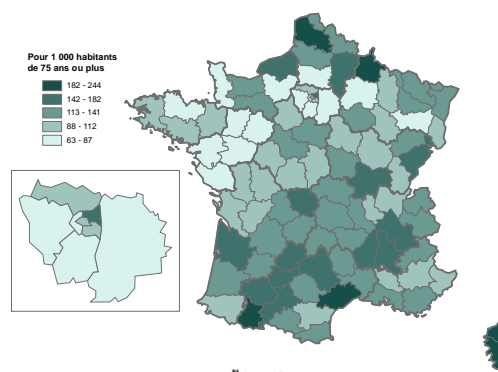 Pour 1 000 habitants
de 75 ans ou plus
182 - 244
142 - 182
113 - 141
88 - 112
63 - 87